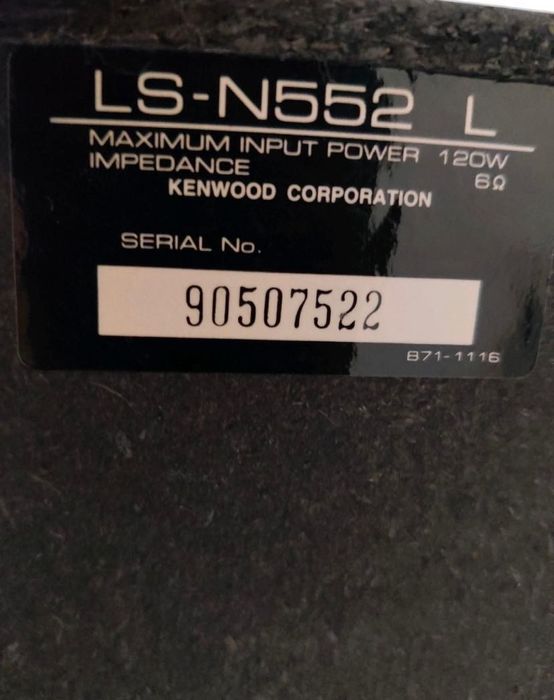 LS-N552 L
MAXIMUM INPUT POWER 120W
IMPEDANCE 6Ω
KENWOOD CORPORATION
SERIAL No.
90507522
B71-1116